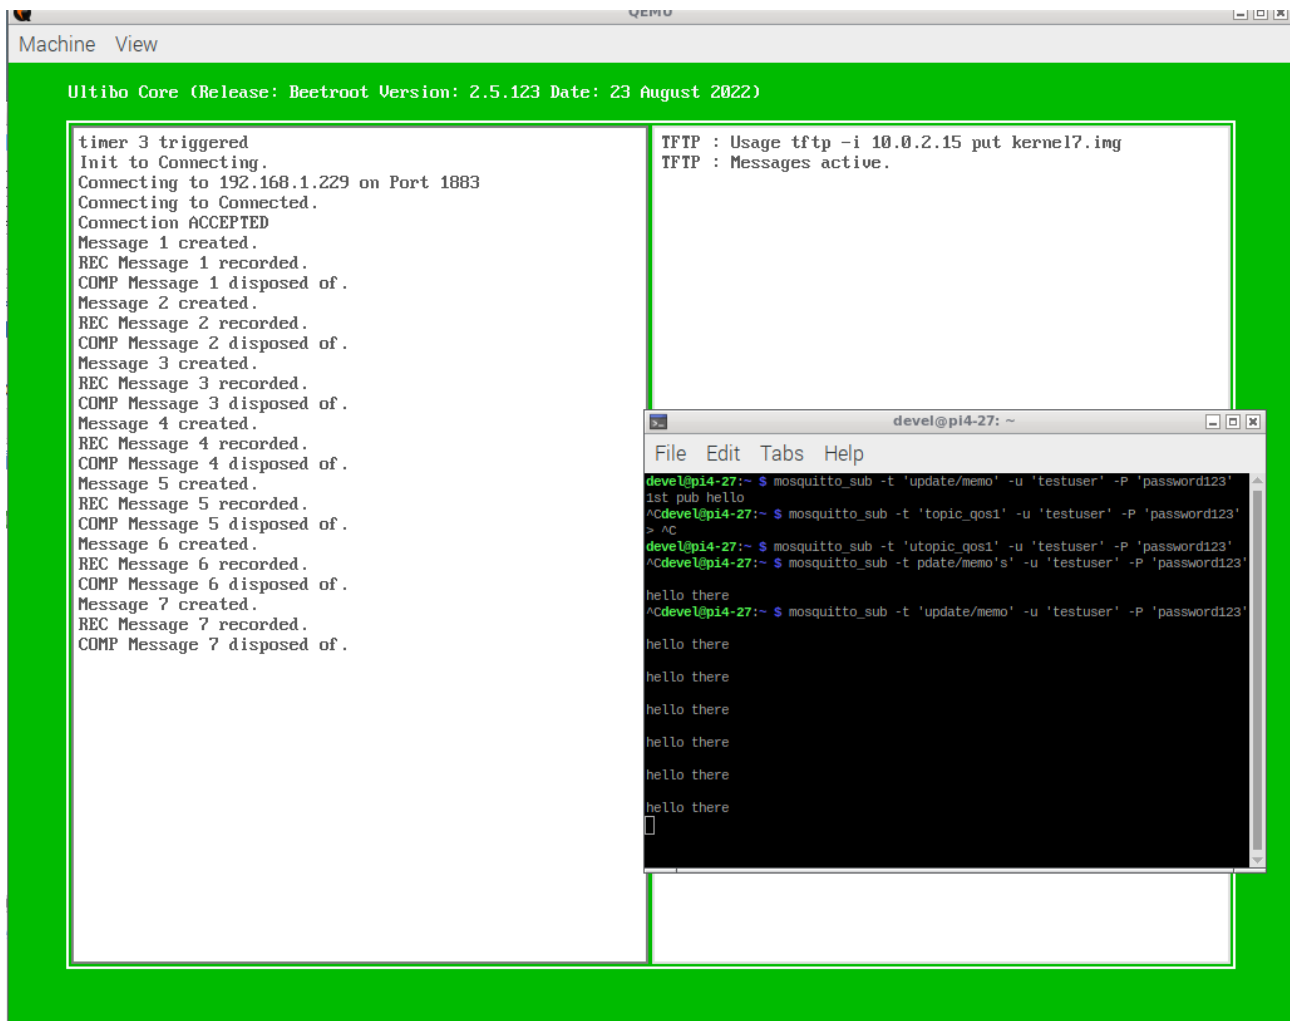 QEMU
Machine View
Ultibo Core (Release: Beetroot Version: 2.5.123 Date: 23 August 2022)
timer 3 triggered
Init to Connecting.
Connecting to 192.168.1.229 on Port 1883
Connecting to Connected.
Connection ACCEPTED
Message 1 created.
REC Message 1 recorded.
COMP Message 1 disposed of.
Message 2 created.
REC Message 2 recorded.
COMP Message 2 disposed of.
Message 3 created.
REC Message 3 recorded.
COMP Message 3 disposed of.
Message 4 created.
REC Message 4 recorded.
COMP Message 4 disposed of.
Message 5 created.
REC Message 5 recorded.
COMP Message 5 disposed of.
Message 6 created.
REC Message 6 recorded.
COMP Message 6 disposed of.
Message 7 created.
REC Message 7 recorded.
COMP Message 7 disposed of.
TFTP : Usage tftp -i 10.0.2.15 put kernel7.img
TFTP : Messages active.
devel@pi4-27: ~
File Edit Tabs Help
devel@pi4-27:~ $ mosquitto_sub -t 'update/memo' -u 'testuser' -P 'password123'
1st pub hello
^Cdevel@pi4-27:~ $ mosquitto_sub -t 'topic_qos1' -u 'testuser' -P 'password123'
> ^C
devel@pi4-27:~ $ mosquitto_sub -t 'utopic_qos1' -u 'testuser' -P 'password123'
^Cdevel@pi4-27:~ $ mosquitto_sub -t pdate/memo's' -u 'testuser' -P 'password123'
hello there
^Cdevel@pi4-27:~ $ mosquitto_sub -t 'update/memo' -u 'testuser' -P 'password123'
hello there
hello there
hello there
hello there
hello there
hello there